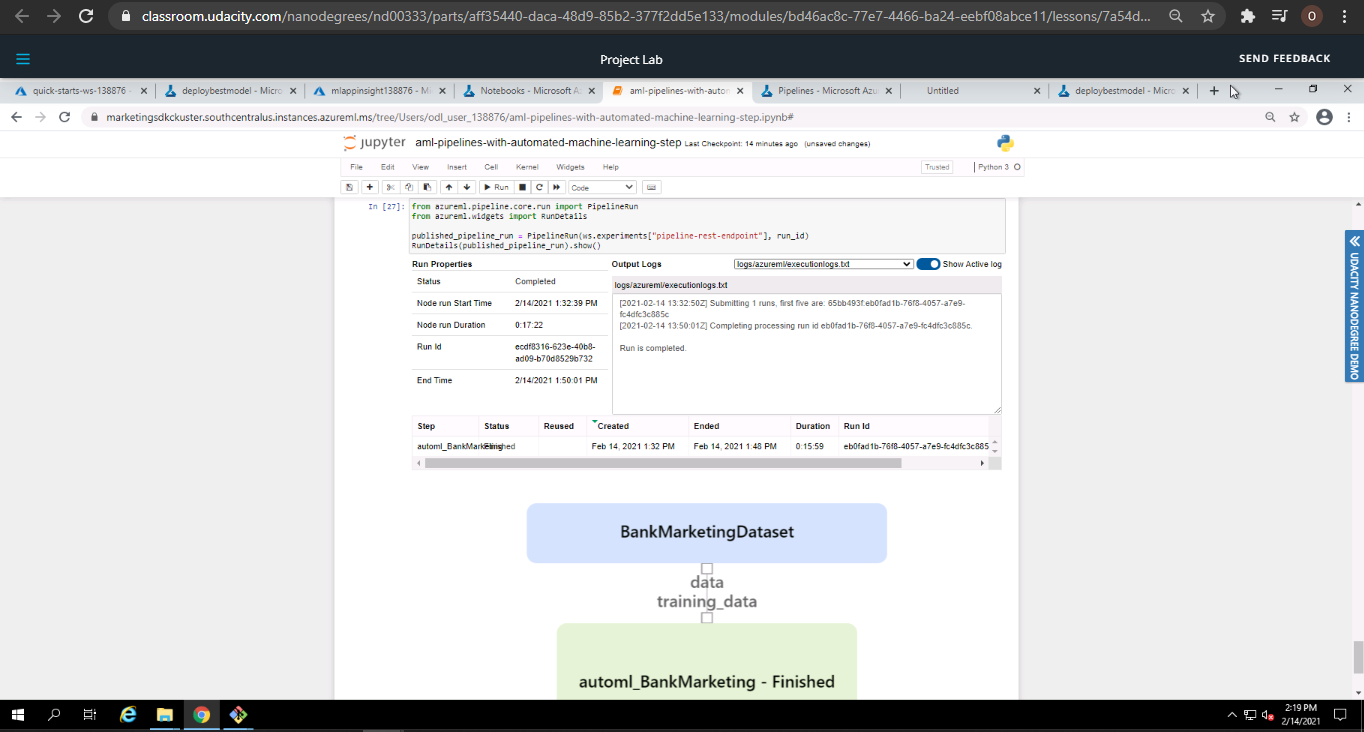 classroom.udacity.com/nanodegrees/nd00333/parts/aff35440-daca-48d9-85b2-377f2dd5e133/modules/bd46ac8c-77e7-4466-ba24-eebf08abce11/lessons/7a54d...
O
Project Lab
SEND FEEDBACK
quick-starts-ws-138876 -
deploybestmodel - Micro
mlappinsight138876 - Mi
Notebooks - Microsoft A
aml-pipelines-with-autom
Pipelines - Microsoft Azu
Untitled
deploybestmodel - Micro
marketingsdkckuster.southcentralus.instances.azureml.ms/tree/Users/odl_user_138876/aml-pipelines-with-automated-machine-learning-step.ipynb#
jupyter aml-pipelines-with-automated-machine-learning-step Last Checkpoint: 14 minutes ago (unsaved changes)
File Edit View Insert Cell Kernel Widgets Help Trusted Python 3
Run Code
In [27]: from azureml.pipeline.core.run import PipelineRun
from azureml.widgets import RunDetails
published_pipeline_run = PipelineRun(ws.experiments["pipeline-rest-endpoint"], run_id)
RunDetails(published_pipeline_run).show()
Run Properties
Status Completed
Node run Start Time 2/14/2021 1:32:39 PM
Node run Duration 0:17:22
Run Id ecdf8316-623e-40b8-
ad09-b70d8529b732
End Time 2/14/2021 1:50:01 PM
Output Logs logs/azureml/executionlogs.txt Show Active log
logs/azureml/executionlogs.txt
[2021-02-14 13:32:50Z] Submitting 1 runs, first five are: 65bb493f:eb0fad1b-76f8-4057-a7e9-
fc4dfc3c885c
[2021-02-14 13:50:01Z] Completing processing run id eb0fad1b-76f8-4057-a7e9-fc4dfc3c885c.
Run is completed.
Step Status Reused Created Ended Duration Run Id
automl_BankMarketing Finished Feb 14, 2021 1:32 PM Feb 14, 2021 1:48 PM 0:15:59 eb0fad1b-76f8-4057-a7e9-fc4dfc3c885
BankMarketingDataset
data
training_data
automl_BankMarketing - Finished
UDACITY NANODEGREE DEMO
2:19 PM
2/14/2021